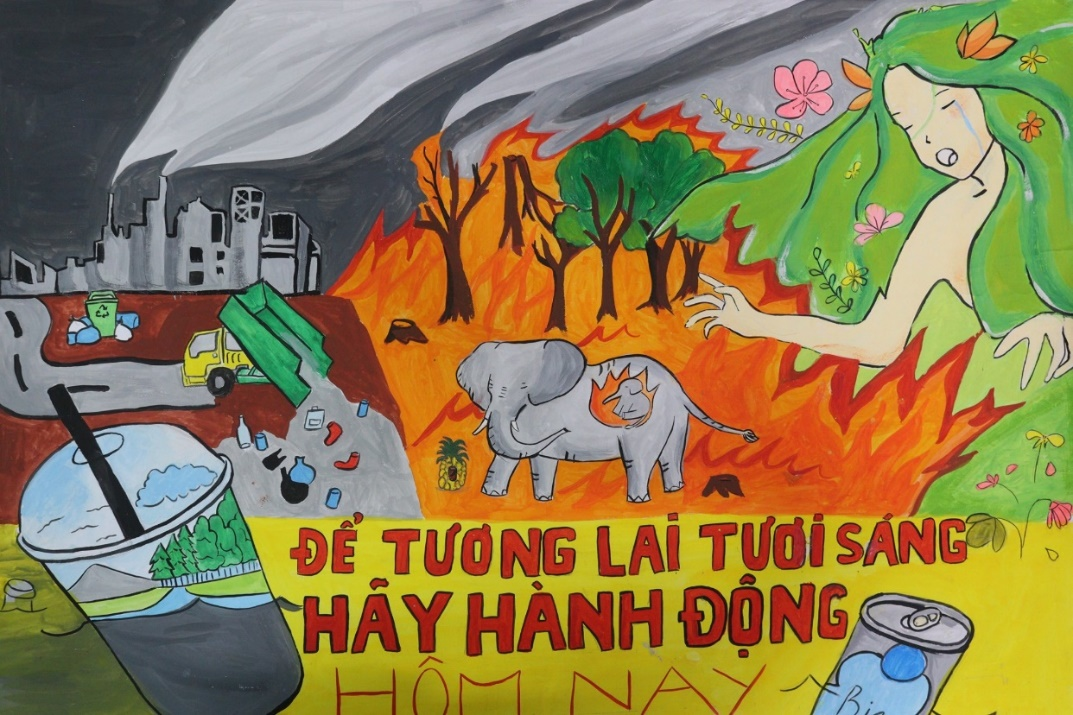 ĐỂ TƯƠNG LAI TƯƠI SÁNG
HÃY HÀNH ĐỘNG
HÔM NAY